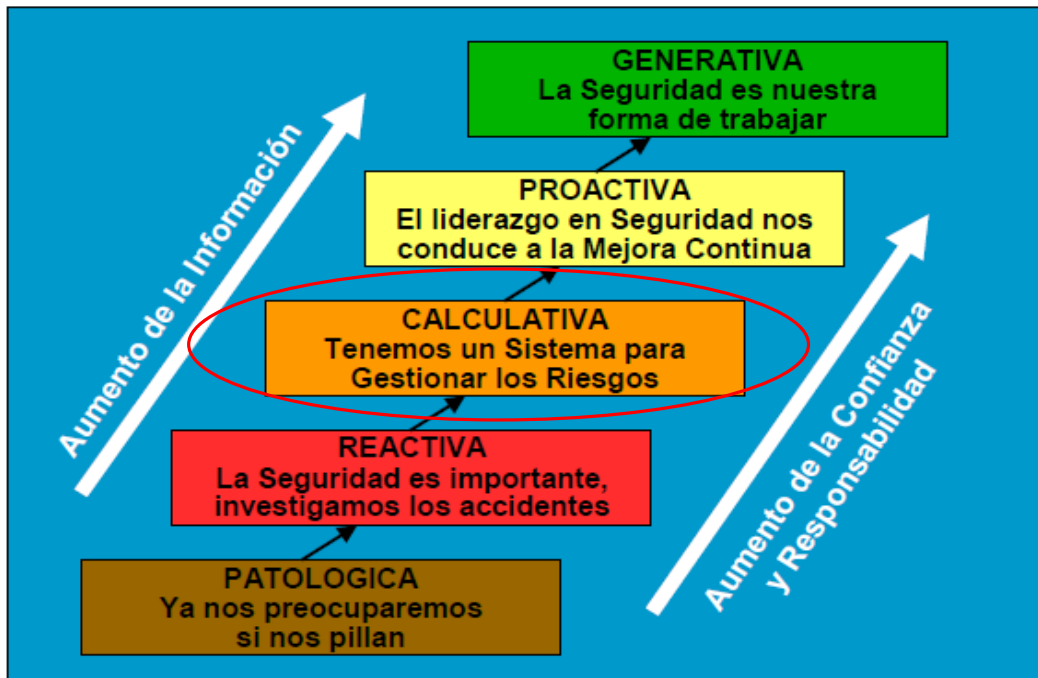 GENERATIVA
La Seguridad es nuestra
forma de trabajar
PROACTIVA
El liderazgo en Seguridad nos
conduce a la Mejora Continua
CALCULATIVA
Tenemos un Sistema para
Gestionar los Riesgos
REACTIVA
La Seguridad es importante,
investigamos los accidentes
PATOLOGICA
Ya nos preocuparemos
si nos pillan
Aumento de la Información
Aumento de la Confianza
y Responsabilidad